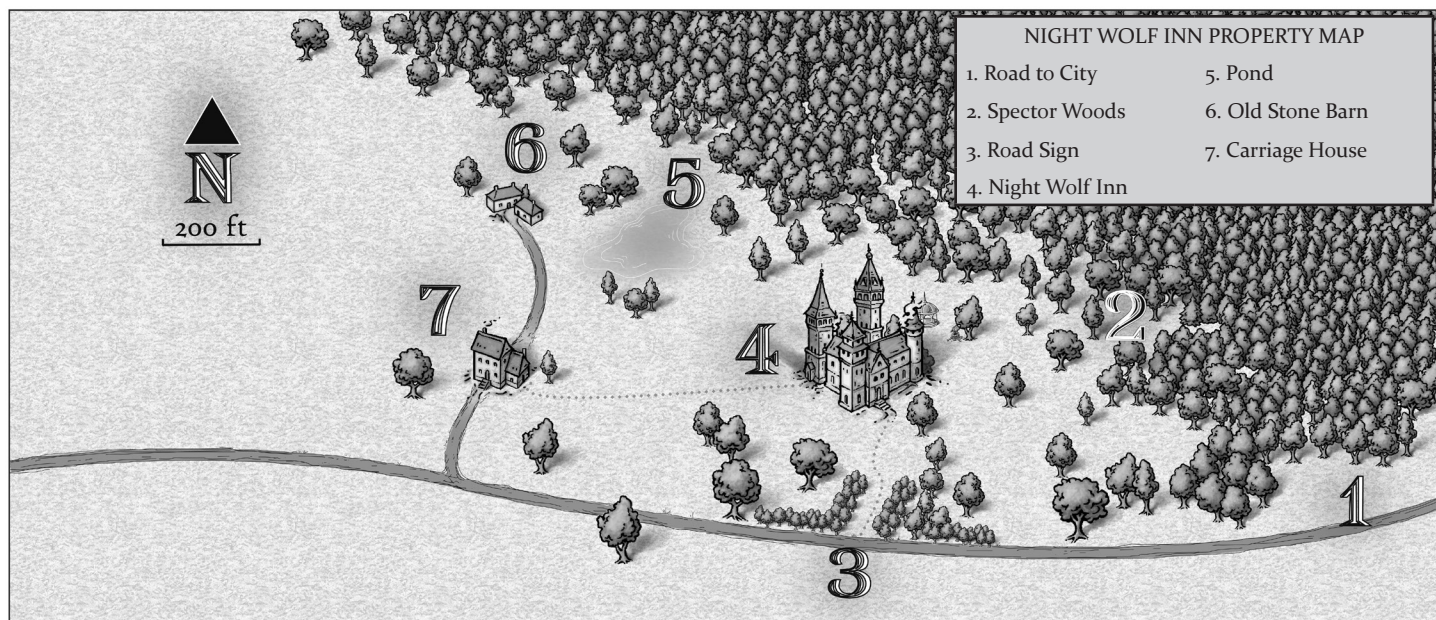 NIGHT WOLF INN PROPERTY MAP
1. Road to City
2. Spector Woods
3. Road Sign
4. Night Wolf Inn
5. Pond
6. Old Stone Barn
7. Carriage House
N
200 ft
6
5
7
4
2
1
3